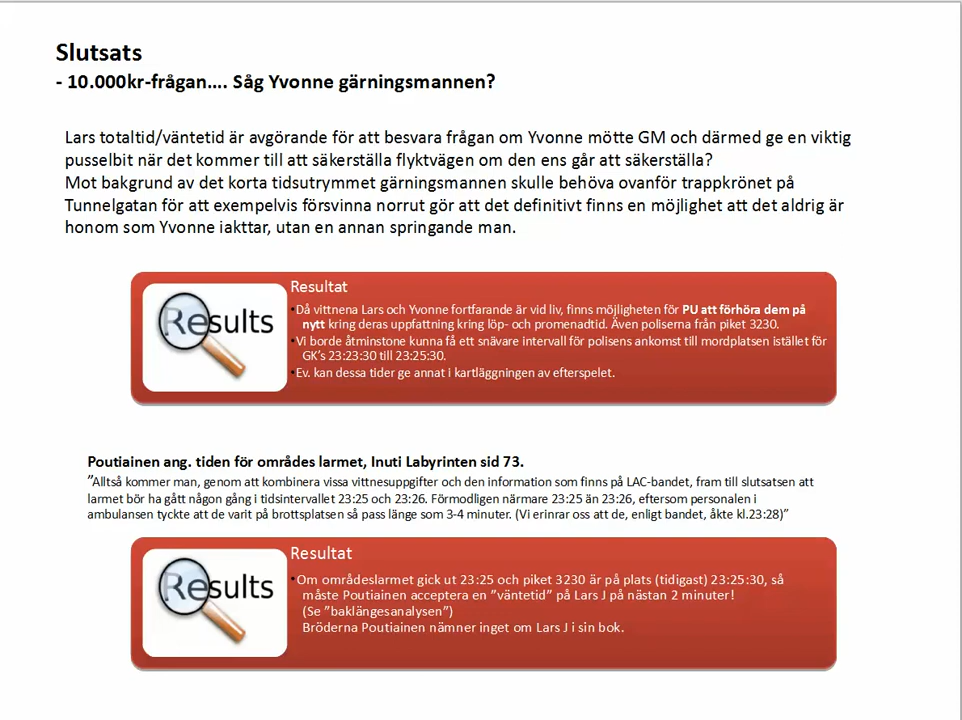 Slutsats
- 10.000kr-frågan.... Såg Yvonne gärningsmannen?
Lars totaltid/väntetid är avgörande för att besvara frågan om Yvonne mötte GM och därmed ge en viktig
pusselbit när det kommer till att säkerställa flyktvägen om den ens går att säkerställa?
Mot bakgrund av det korta tidsutrymmet gärningsmannen skulle behöva ovanför trappkrönet på
Tunnelgatan för att exempelvis försvinna norrut gör att det definitivt finns en möjlighet att det aldrig är
honom som Yvonne iakttar, utan en annan springande man.
Results
Resultat
•Då vittnena Lars och Yvonne fortfarande är vid liv, finns möjligheten för PU att förhöra dem på
nytt kring deras uppfattning kring löp- och promenadtid. Även poliserna från piket 3230.
•Vi borde åtminstone kunna få ett snävare intervall för polisens ankomst till mordplatsen istället för
GK's 23:23:30 till 23:25:30.
•Ev. kan dessa tider ge annat i kartläggningen av efterspelet.
Poutiainen ang. tiden för områdes larmet, Inuti Labyrinten sid 73.
”Alltså kommer man, genom att kombinera vissa vittnesuppgifter och den information som finns på LAC-bandet, fram till slutsatsen att
larmet bör ha gått någon gång i tidsintervallet 23:25 och 23:26. Förmodligen närmare 23:25 än 23:26, eftersom personalen i
ambulansen tyckte att de varit på brottsplatsen så pass länge som 3-4 minuter. (Vi erinrar oss att de, enligt bandet, åkte kl.23:28)”
Results
Resultat
•Om områdeslarmet gick ut 23:25 och piket 3230 är på plats (tidigast) 23:25:30, så
måste Poutiainen acceptera en ”väntetid” på Lars J på nästan 2 minuter!
(Se ”baklängesanalysen”)
Bröderna Poutiainen nämner inget om Lars J i sin bok.